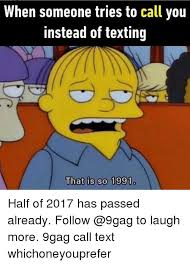 When someone tries to call you
instead of texting
That is so 1991.
Half of 2017 has passed
already. Follow @9gag to laugh
more. 9gag call text
whichoneyouprefer